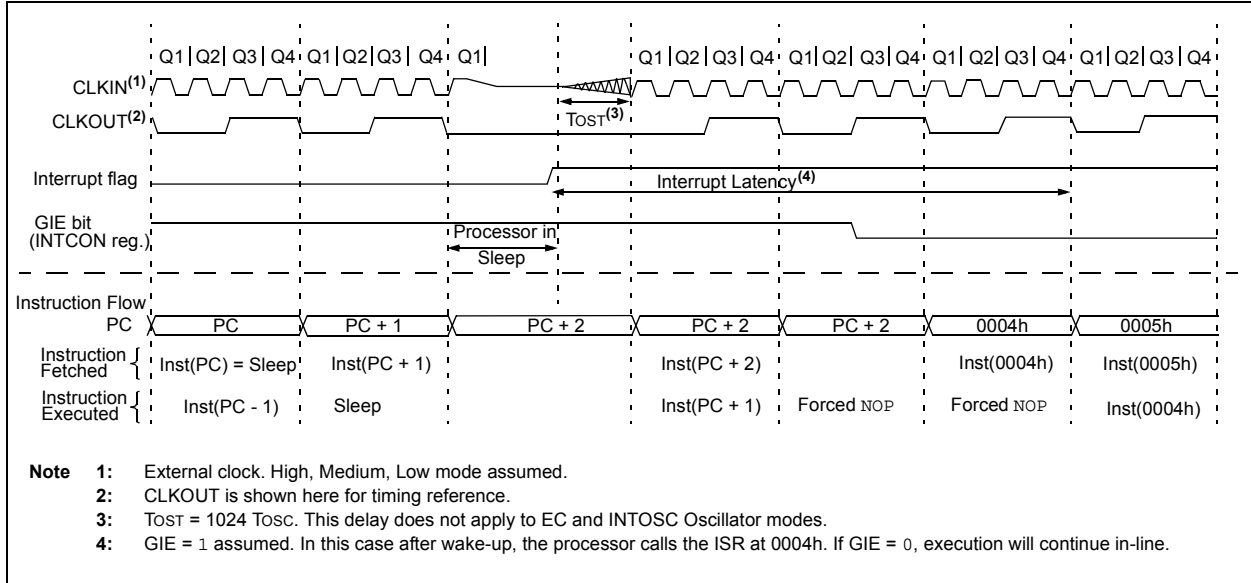 Q1| Q2| Q3| Q4 Q1| Q2| Q3| Q4 Q1| Q1| Q2| Q3| Q4 Q1| Q2| Q3| Q4 Q1| Q2| Q3| Q4 Q1| Q2| Q3| Q4
CLKIN(1)
TOST(3)
CLKOUT(2)
Interrupt flag
Interrupt Latency(4)
GIE bit
(INTCON reg.)
Processor in
Sleep
Instruction Flow
PC PC PC + 1 PC + 2 PC + 2 PC + 2 0004h 0005h
Instruction
Fetched { Inst(PC) = Sleep Inst(PC + 1) Inst(PC + 2) Inst(0004h) Inst(0005h)
Instruction
Executed { Inst(PC - 1) Sleep Inst(PC + 1) Forced NOP Forced NOP Inst(0004h)
Note 1: External clock. High, Medium, Low mode assumed.
2: CLKOUT is shown here for timing reference.
3: TOST = 1024 TOSC. This delay does not apply to EC and INTOSC Oscillator modes.
4: GIE = 1 assumed. In this case after wake-up, the processor calls the ISR at 0004h. If GIE = 0, execution will continue in-line.